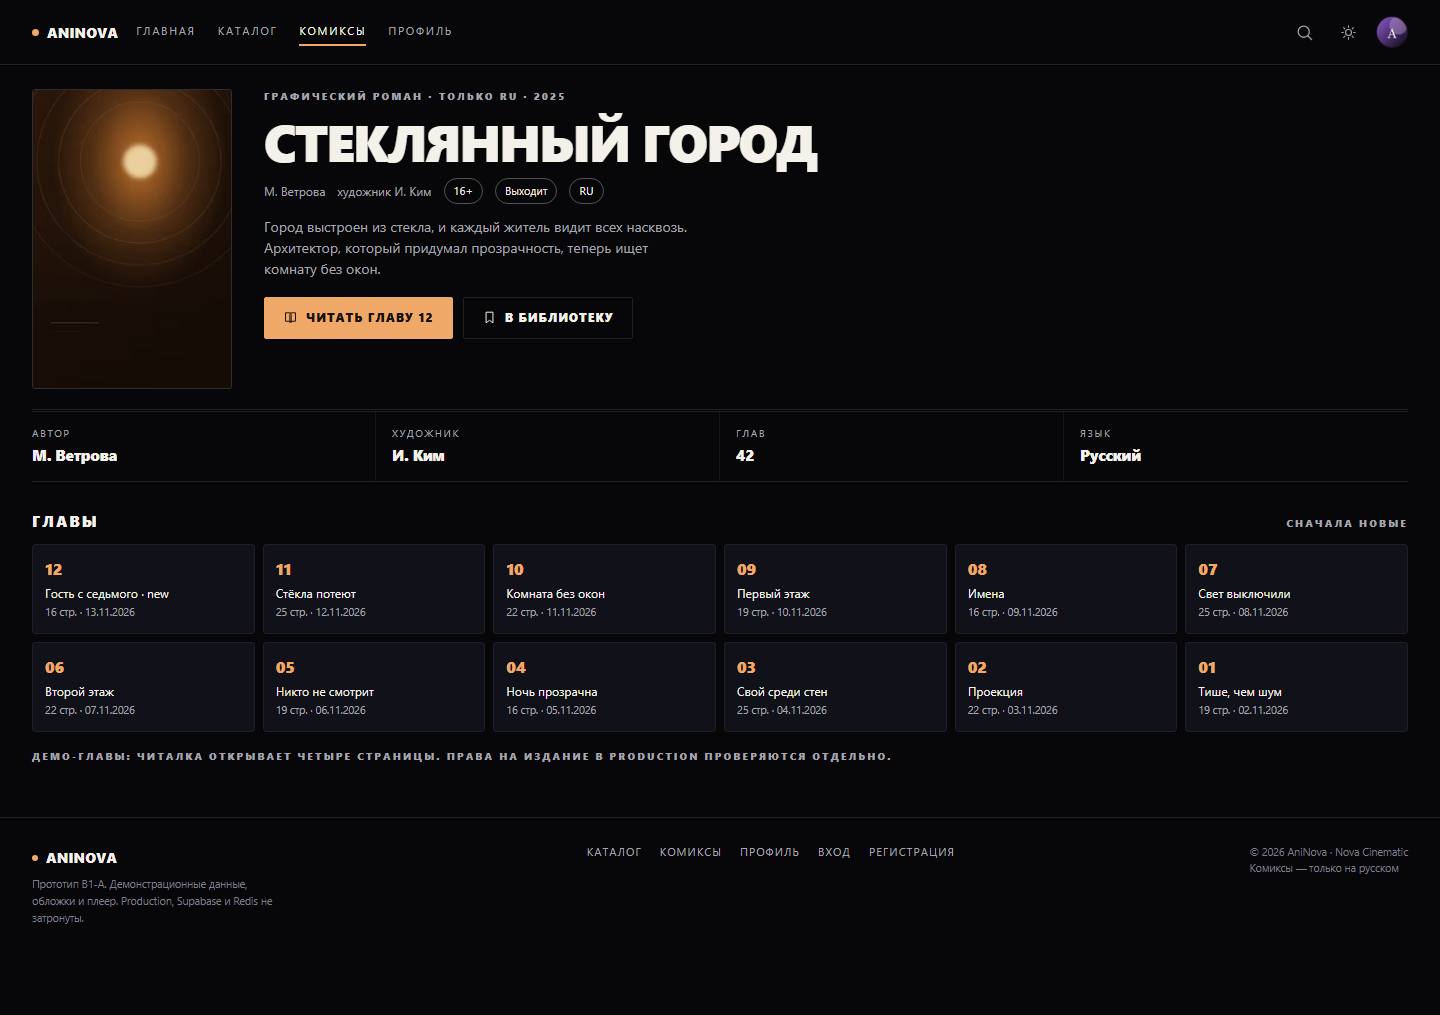 ANINOVA ГЛАВНАЯ КАТАЛОГ КОМИКСЫ ПРОФИЛЬ A
ГРАФИЧЕСКИЙ РОМАН · ТОЛЬКО RU · 2025
СТЕКЛЯННЫЙ ГОРОД
М. Ветрова художник И. Ким 16+ Выходит RU
Город выстроен из стекла, и каждый житель видит всех насквозь.
Архитектор, который придумал прозрачность, теперь ищет
комнату без окон.
ЧИТАТЬ ГЛАВУ 12 В БИБЛИОТЕКУ
АВТОР ХУДОЖНИК ГЛАВ ЯЗЫК
М. Ветрова И. Ким 42 Русский
ГЛАВЫ СНАЧАЛА НОВЫЕ
12 11 10 09 08 07
Гость с седьмого · new Стёкла потеют Комната без окон Первый этаж Имена Свет выключили
16 стр. · 13.11.2026 25 стр. · 12.11.2026 22 стр. · 11.11.2026 19 стр. · 10.11.2026 16 стр. · 09.11.2026 25 стр. · 08.11.2026
06 05 04 03 02 01
Второй этаж Никто не смотрит Ночь прозрачна Свой среди стен Проекция Тише, чем шум
22 стр. · 07.11.2026 19 стр. · 06.11.2026 16 стр. · 05.11.2026 25 стр. · 04.11.2026 22 стр. · 03.11.2026 19 стр. · 02.11.2026
ДЕМО-ГЛАВЫ: ЧИТАЛКА ОТКРЫВАЕТ ЧЕТЫРЕ СТРАНИЦЫ. ПРАВА НА ИЗДАНИЕ В PRODUCTION ПРОВЕРЯЮТСЯ ОТДЕЛЬНО.
ANINOVA
Прототип B1-A. Демонстрационные данные,
обложки и плеер. Production, Supabase и Redis не
затронуты.
КАТАЛОГ КОМИКСЫ ПРОФИЛЬ ВХОД РЕГИСТРАЦИЯ
© 2026 AniNova · Nova Cinematic
Комиксы — только на русском